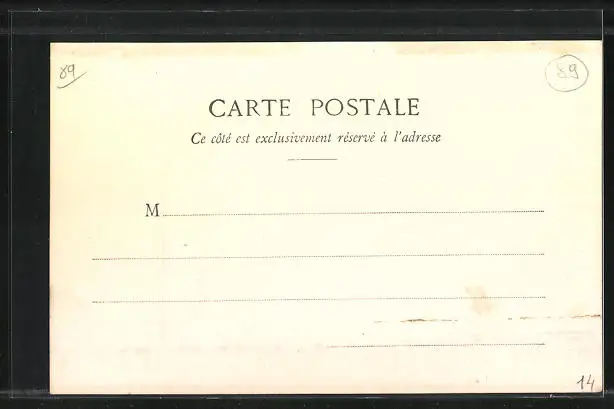 89
89
CARTE POSTALE
Ce côté est exclusivement réservé à l'adresse
M
14